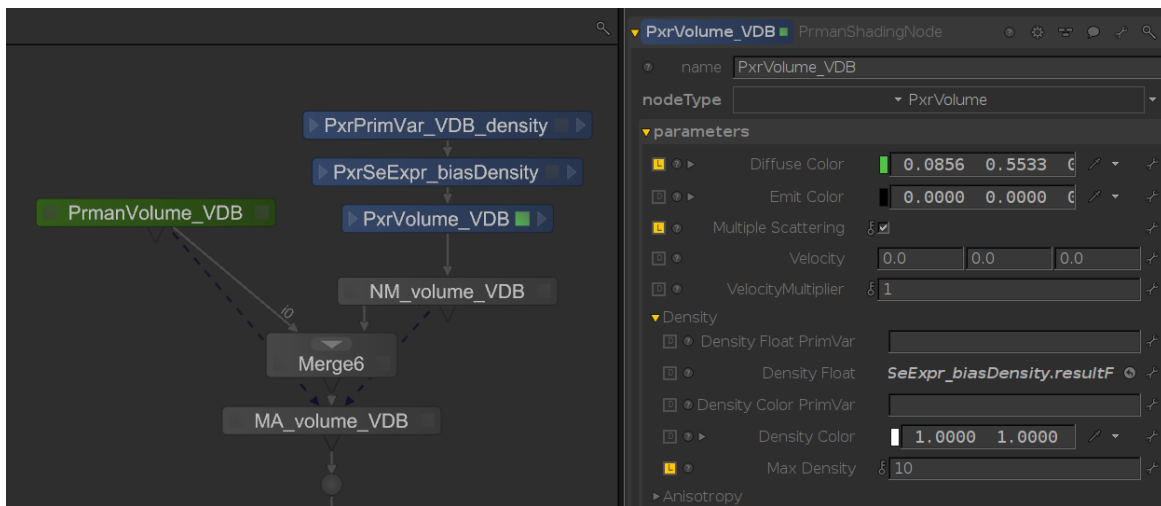 PxrPrimVar_VDB_density
PxrSeExpr_biasDensity
PrmanVolume_VDB
PxrVolume_VDB
NM_volume_VDB
i0
Merge6
MA_volume_VDB
PxrVolume_VDB PrmanShadingNode
name PxrVolume_VDB
nodeType PxrVolume
parameters
L Diffuse Color 0.0856 0.5533
D Emit Color 0.0000 0.0000
L Multiple Scattering
D Velocity 0.0 0.0 0.0
D VelocityMultiplier 1
Density
D Density Float PrimVar
D Density Float SeExpr_biasDensity.resultF
D Density Color PrimVar
D Density Color 1.0000 1.0000
L Max Density 10
Anisotropy